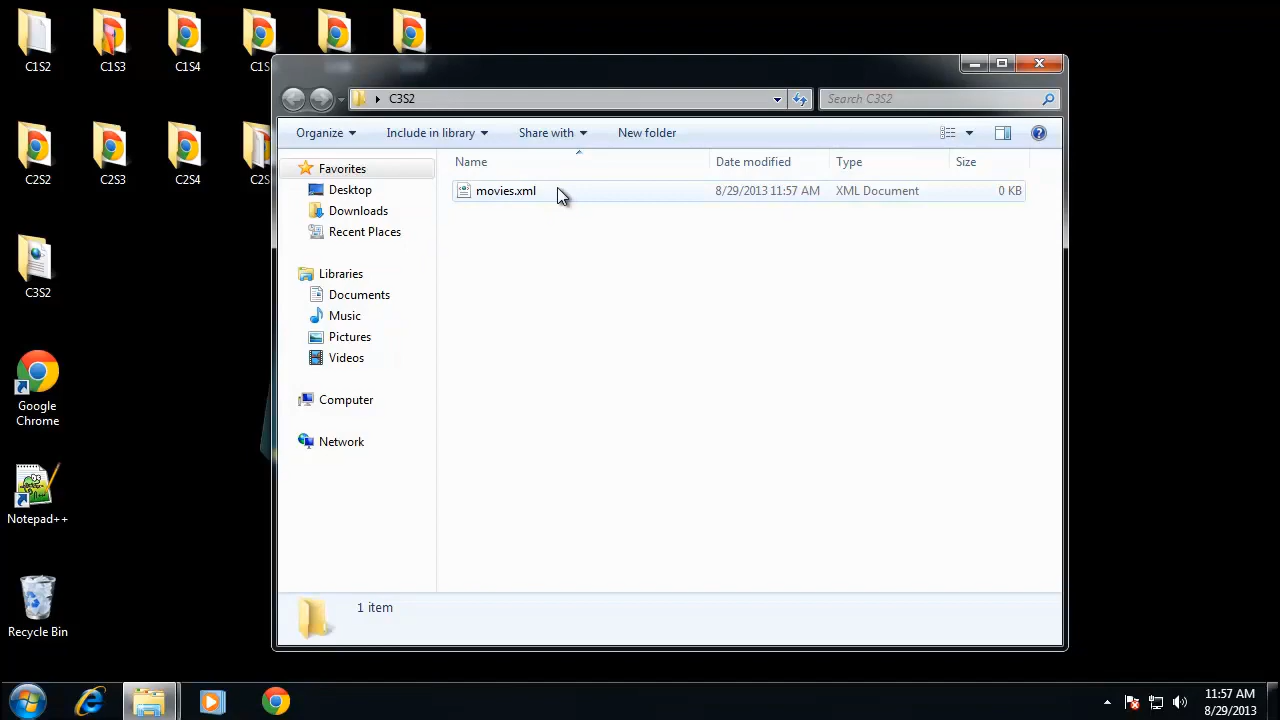 C1S2
C1S3
C1S4
C2S2
C2S3
C2S4
C3S2
Google
Chrome
Notepad++
Recycle Bin
C3S2
Search C3S2
Organize
Include in library
Share with
New folder
Favorites
Desktop
Downloads
Recent Places
Libraries
Documents
Music
Pictures
Videos
Computer
Network
Name
Date modified
Type
Size
movies.xml
8/29/2013 11:57 AM
XML Document
0 KB
1 item
11:57 AM
8/29/2013